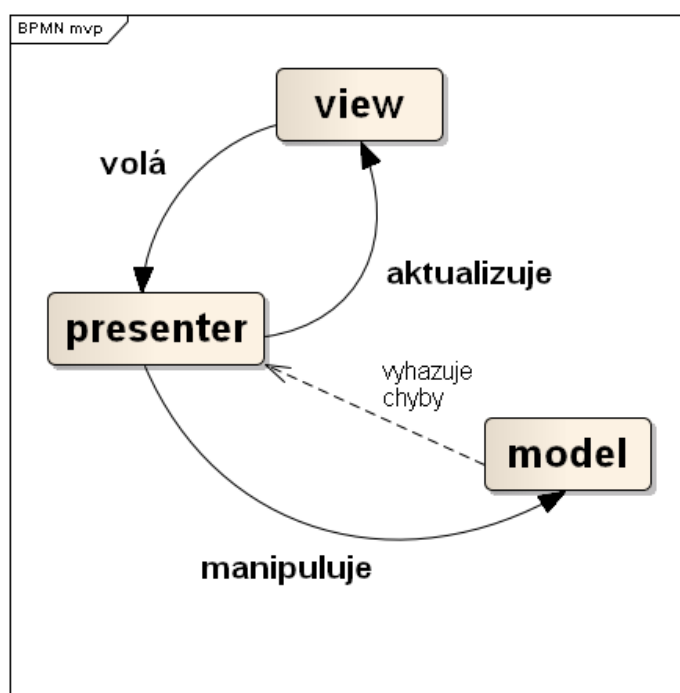 BPMN mvp
view
volá
aktualizuje
presenter
vyhazuje
chyby
model
manipuluje